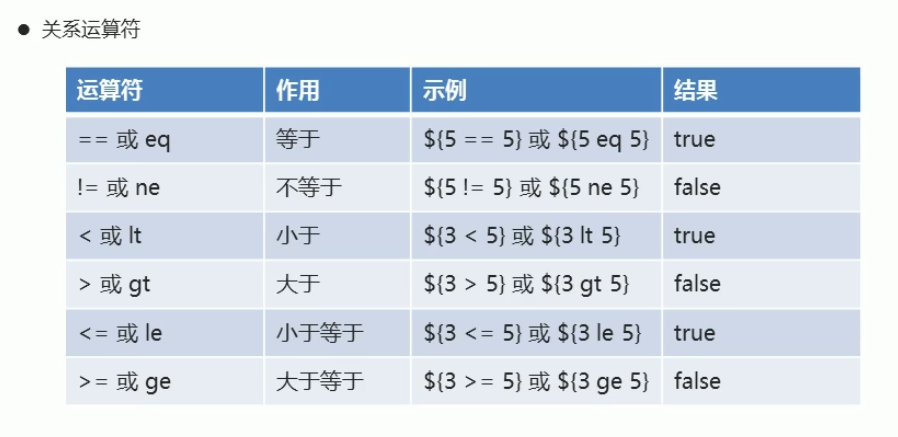 ● 关系运算符
运算符 作用 示例 结果
== 或 eq 等于 ${5 == 5} 或 ${5 eq 5} true
!= 或 ne 不等于 ${5 != 5} 或 ${5 ne 5} false
< 或 lt 小于 ${3 < 5} 或 ${3 lt 5} true
> 或 gt 大于 ${3 > 5} 或 ${3 gt 5} false
<= 或 le 小于等于 ${3 <= 5} 或 ${3 le 5} true
>= 或 ge 大于等于 ${3 >= 5} 或 ${3 ge 5} false